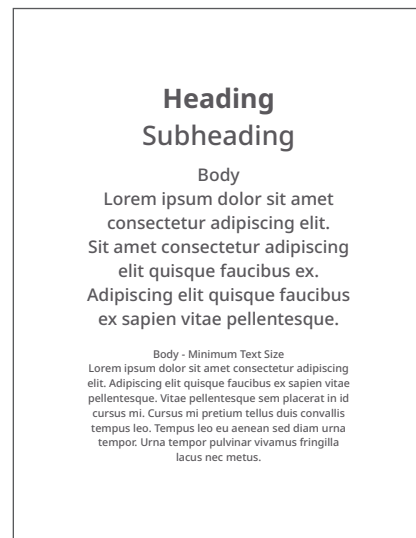 Heading
Subheading
Body
Lorem ipsum dolor sit amet
consectetur adipiscing elit.
Sit amet consectetur adipiscing
elit quisque faucibus ex.
Adipiscing elit quisque faucibus
ex sapien vitae pellentesque.
Body - Minimum Text Size
Lorem ipsum dolor sit amet consectetur adipiscing
elit. Adipiscing elit quisque faucibus ex sapien vitae
pellentesque. Vitae pellentesque sem placerat in id
cursus mi. Cursus mi pretium tellus duis convallis
tempus leo. Tempus leo eu aenean sed diam urna
tempor. Urna tempor pulvinar vivamus fringilla
lacus nec metus.